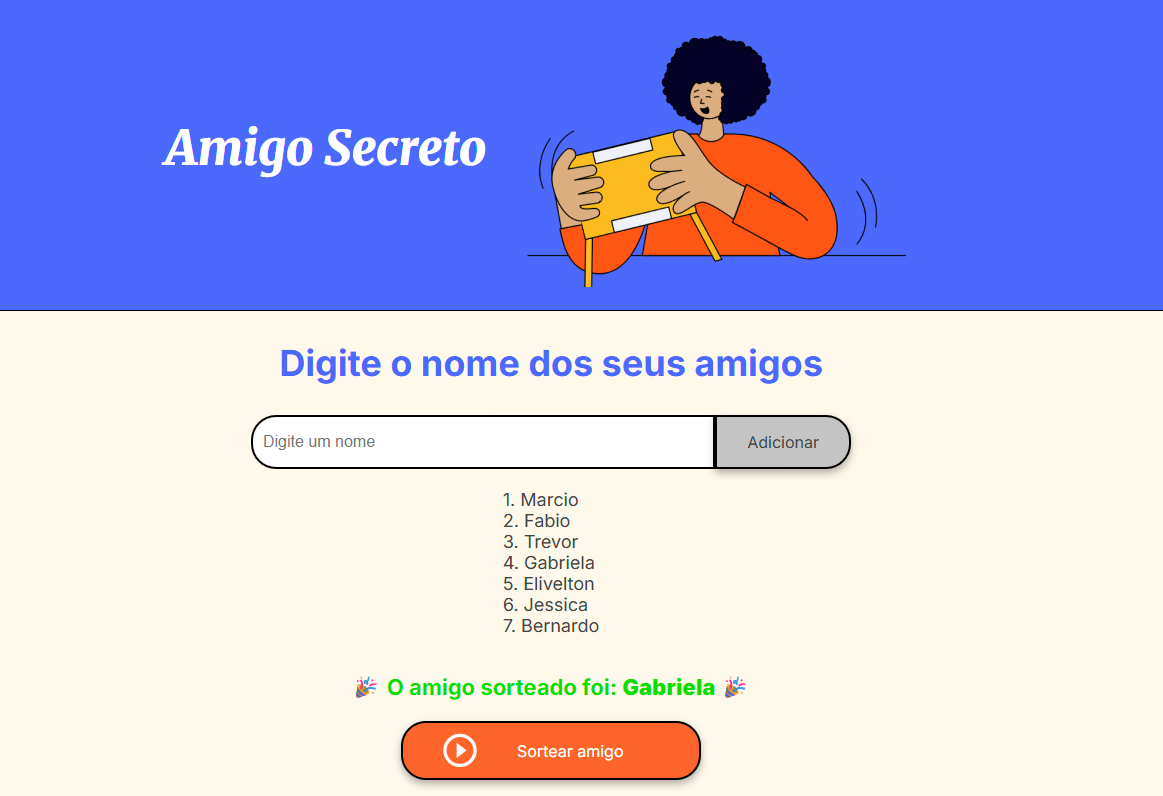 Amigo Secreto
Digite o nome dos seus amigos
Digite um nome
Adicionar
1. Marcio
2. Fabio
3. Trevor
4. Gabriela
5. Elivelton
6. Jessica
7. Bernardo
🎉 O amigo sorteado foi: Gabriela 🎉
Sortear amigo